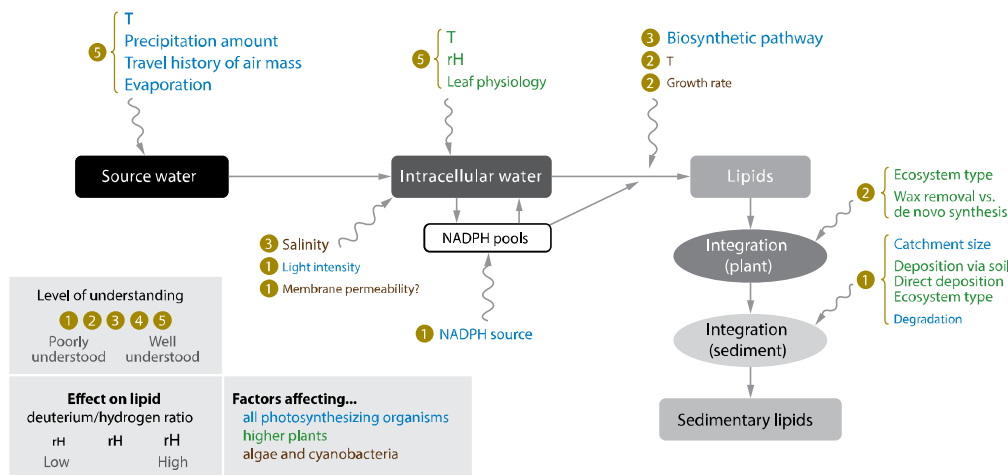 T
5
Precipitation amount
Travel history of air mass
Evaporation
T
5
rH
Leaf physiology
3 Biosynthetic pathway
2 T
2 Growth rate
Source water
Intracellular water
Lipids
NADPH pools
Ecosystem type
2
Wax removal vs.
de novo synthesis
Integration
(plant)
3 Salinity
1 Light intensity
1 Membrane permeability?
1 NADPH source
Catchment size
Deposition via soil
1
Direct deposition
Ecosystem type
Degradation
Integration
(sediment)
Sedimentary lipids
Level of understanding
1 2 3 4 5
Poorly understood
Well understood
Effect on lipid
deuterium/hydrogen ratio
rH rH rH
Low High
Factors affecting...
all photosynthesizing organisms
higher plants
algae and cyanobacteria